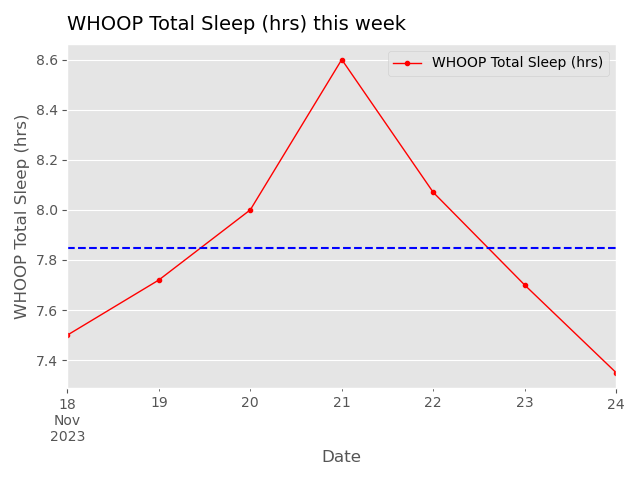 WHOOP Total Sleep (hrs) this week
WHOOP Total Sleep (hrs)
WHOOP Total Sleep (hrs)
8.6
8.4
8.2
8.0
7.8
7.6
7.4
18 19 20 21 22 23 24
Nov
2023
Date